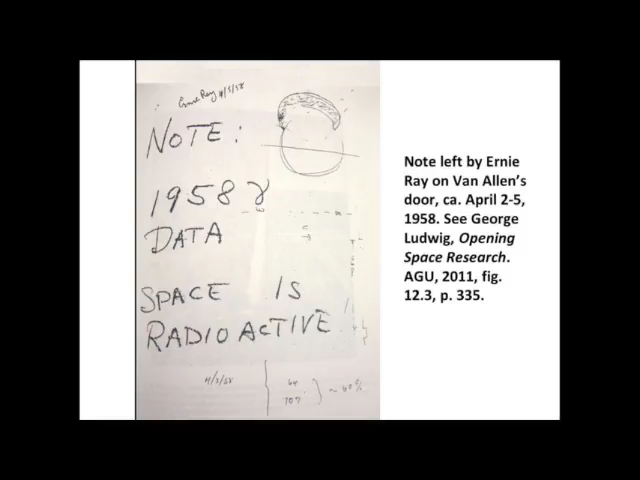 Ernie Ray 4/3/58
NOTE:
1958 γ
DATA
SPACE IS
RADIOACTIVE
4/3/58
Note left by Ernie
Ray on Van Allen's
door, ca. April 2-5,
1958. See George
Ludwig, Opening
Space Research.
AGU, 2011, fig.
12.3, p. 335.